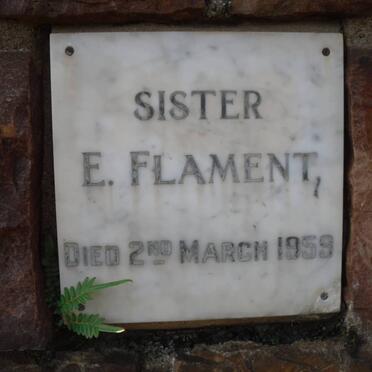 SISTER
E. FLAMENT,
DIED 2ND MARCH 1959